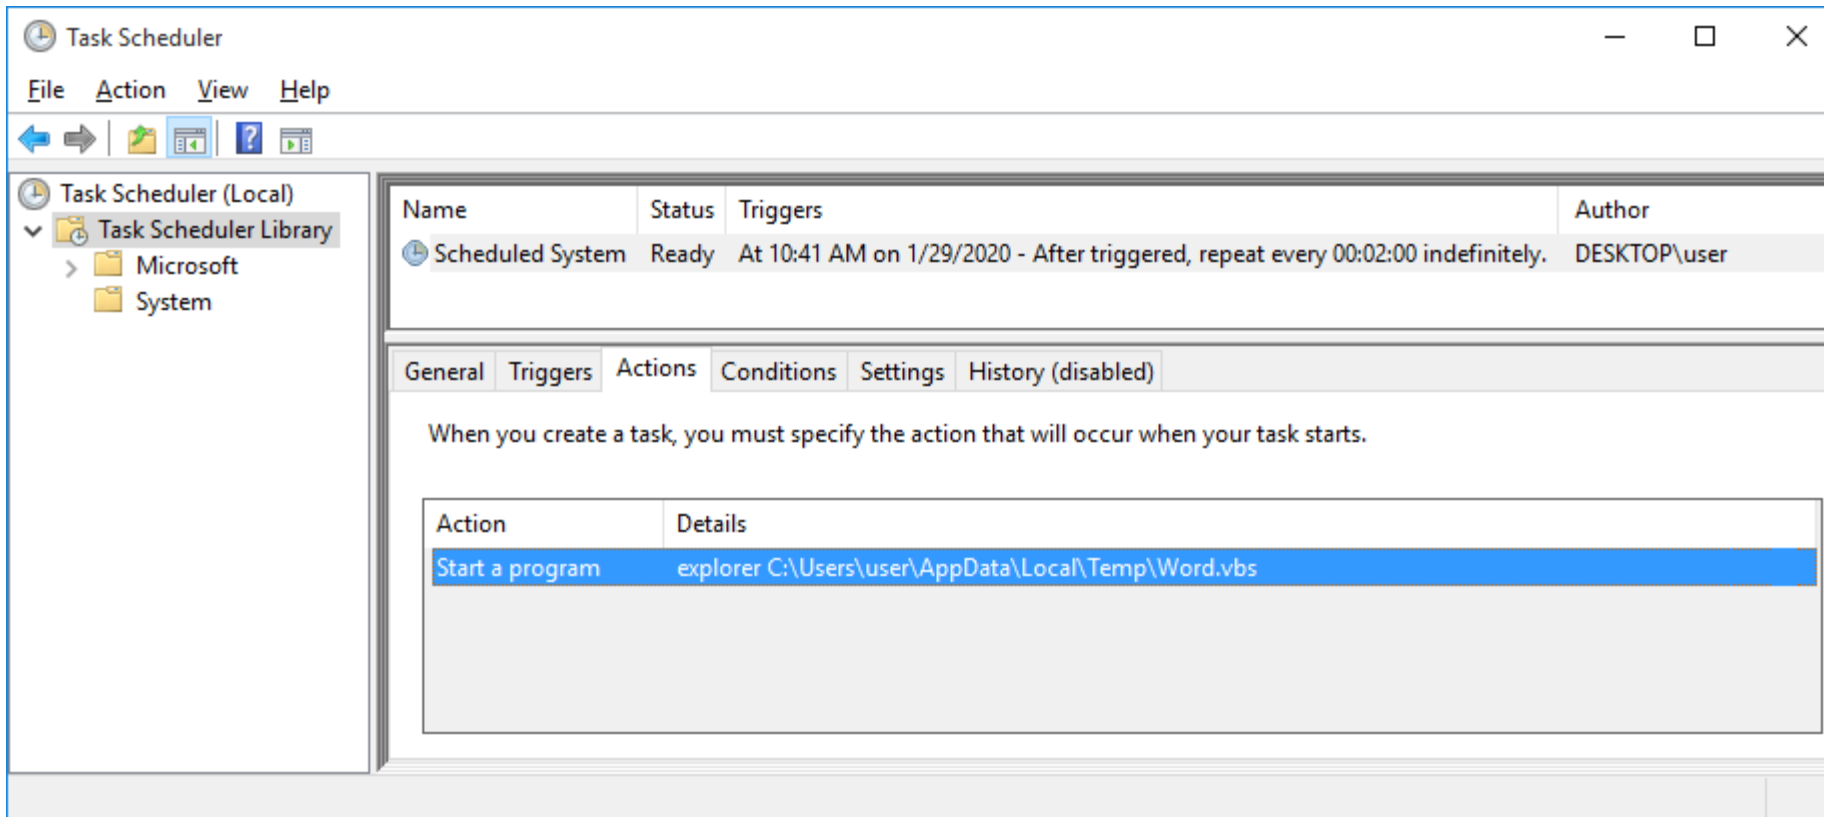 Task Scheduler
File Action View Help
Task Scheduler (Local)
Task Scheduler Library
Microsoft
System
Name Status Triggers Author
Scheduled System Ready At 10:41 AM on 1/29/2020 - After triggered, repeat every 00:02:00 indefinitely. DESKTOP\user
General Triggers Actions Conditions Settings History (disabled)
When you create a task, you must specify the action that will occur when your task starts.
Action Details
Start a program explorer C:\Users\user\AppData\Local\Temp\Word.vbs